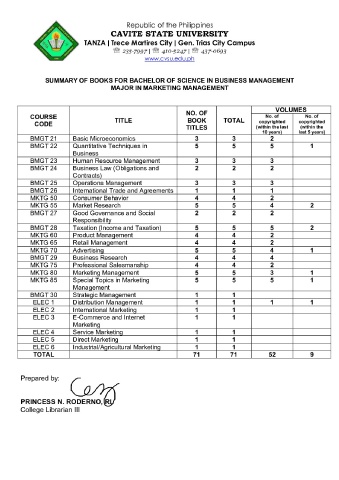 Republic of the Philippines
CAVITE STATE UNIVERSITY
TANZA | Trece Martires City | Gen. Trias City Campus
☏ 235-7997 | ☏ 410-5247 | ☏ 437-0693
www.cvsu.edu.ph
SUMMARY OF BOOKS FOR BACHELOR OF SCIENCE IN BUSINESS MANAGEMENT
MAJOR IN MARKETING MANAGEMENT
COURSE CODE TITLE NO. OF BOOK TITLES TOTAL VOLUMES
No. of copyrighted (within the last 10 years) No. of copyrighted (within the last 5 years)
BMGT 21 Basic Microeconomics 3 3 2
BMGT 22 Quantitative Techniques in Business 5 5 5 1
BMGT 23 Human Resource Management 3 3 3
BMGT 24 Business Law (Obligations and Contracts) 2 2 2
BMGT 25 Operations Management 3 3 3
BMGT 26 International Trade and Agreements 1 1 1
MKTG 50 Consumer Behavior 4 4 2
MKTG 55 Market Research 5 5 4 2
BMGT 27 Good Governance and Social Responsibility 2 2 2
BMGT 28 Taxation (Income and Taxation) 5 5 5 2
MKTG 60 Product Management 4 4 2
MKTG 65 Retail Management 4 4 2
MKTG 70 Advertising 5 5 4 1
BMGT 29 Business Research 4 4 4
MKTG 75 Professional Salesmanship 4 4 2
MKTG 80 Marketing Management 5 5 3 1
MKTG 85 Special Topics in Marketing Management 5 5 5 1
BMGT 30 Strategic Management 1 1
ELEC 1 Distribution Management 1 1 1 1
ELEC 2 International Marketing 1 1
ELEC 3 E-Commerce and Internet Marketing 1 1
ELEC 4 Service Marketing 1 1
ELEC 5 Direct Marketing 1 1
ELEC 6 Industrial/Agricultural Marketing 1 1
TOTAL 71 71 52 9
Prepared by:
PRINCESS N. RODERNO, RL
College Librarian III